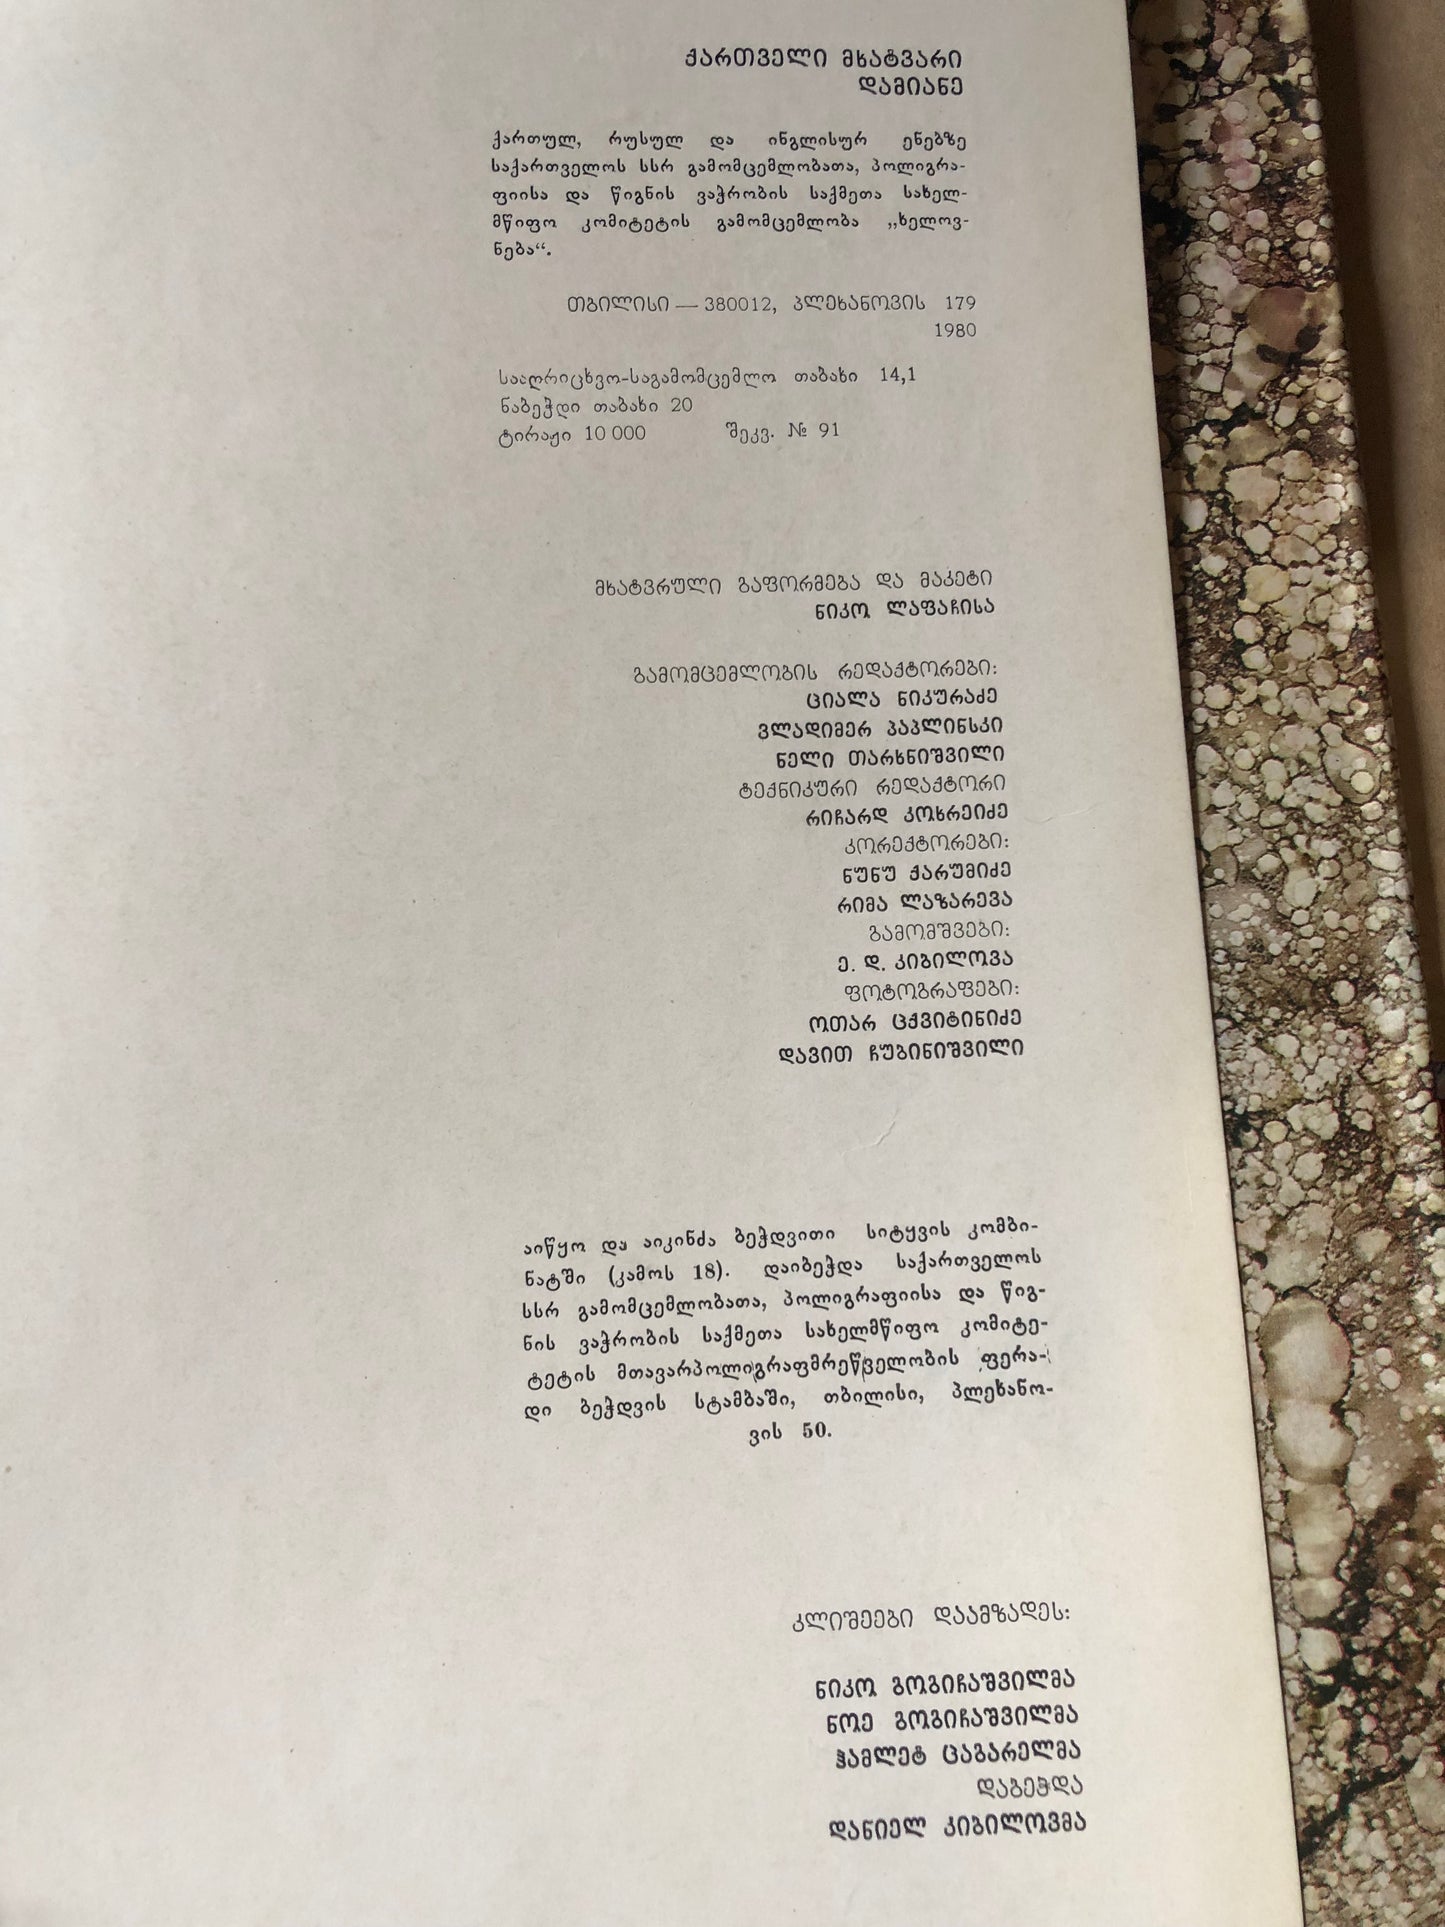 ქართველი მხატვარი
დამიანე
ქართულ, რუსულ და ინგლისურ ენებზე
საქართველოს სსრ გამომცემლობათა, პოლიგრა-
ფიისა და წიგნის ვაჭრობის საქმეთა სახელ-
მწიფო კომიტეტის გამომცემლობა „ხელოვ-
ნება“.
თბილისი — 380012, პლეხანოვის 179
1980
სააღრიცხვო-საგამომცემლო თაბახი 14,1
ნაბეჭდი თაბახი 20
ტირაჟი 10 000 შეკვ. № 91
მხატვრული გაფორმება და მაკეტი
ნიკო ლაფაჩისა
გამომცემლობის რედაქტორები:
ციალა ნიკურაძე
ვლადიმერ პაპლინსკი
ნელი თარხნიშვილი
ტექნიკური რედაქტორი
რიჩარდ კოხრეიძე
კორექტორები:
ნუნუ ქარუმიძე
რიმა ლაზარევა
გამომშვები:
ე. დ. კიბილოვა
ფოტოგრაფები:
ოთარ ცქვიტინიძე
დავით ჩუბინიშვილი
აიწყო და აიკინძა ბეჭდვითი სიტყვის კომბი-
ნატში (კამოს 18). დაიბეჭდა საქართველოს
სსრ გამომცემლობათა, პოლიგრაფიისა და წიგ-
ნის ვაჭრობის საქმეთა სახელმწიფო კომიტე-
ტეტის მთავარპოლიგრაფმრეწველობის ფერა-
დი ბეჭდვის სტამბაში, თბილისი, პლეხანო-
ვის 50.
კლიშეები დაამზადეს:
ნიკო გოგიჩაშვილმა
ნოე გოგიჩაშვილმა
ჰამლეტ ცაგარელმა
დაბეჭდა
დანიელ კიბილოვმა